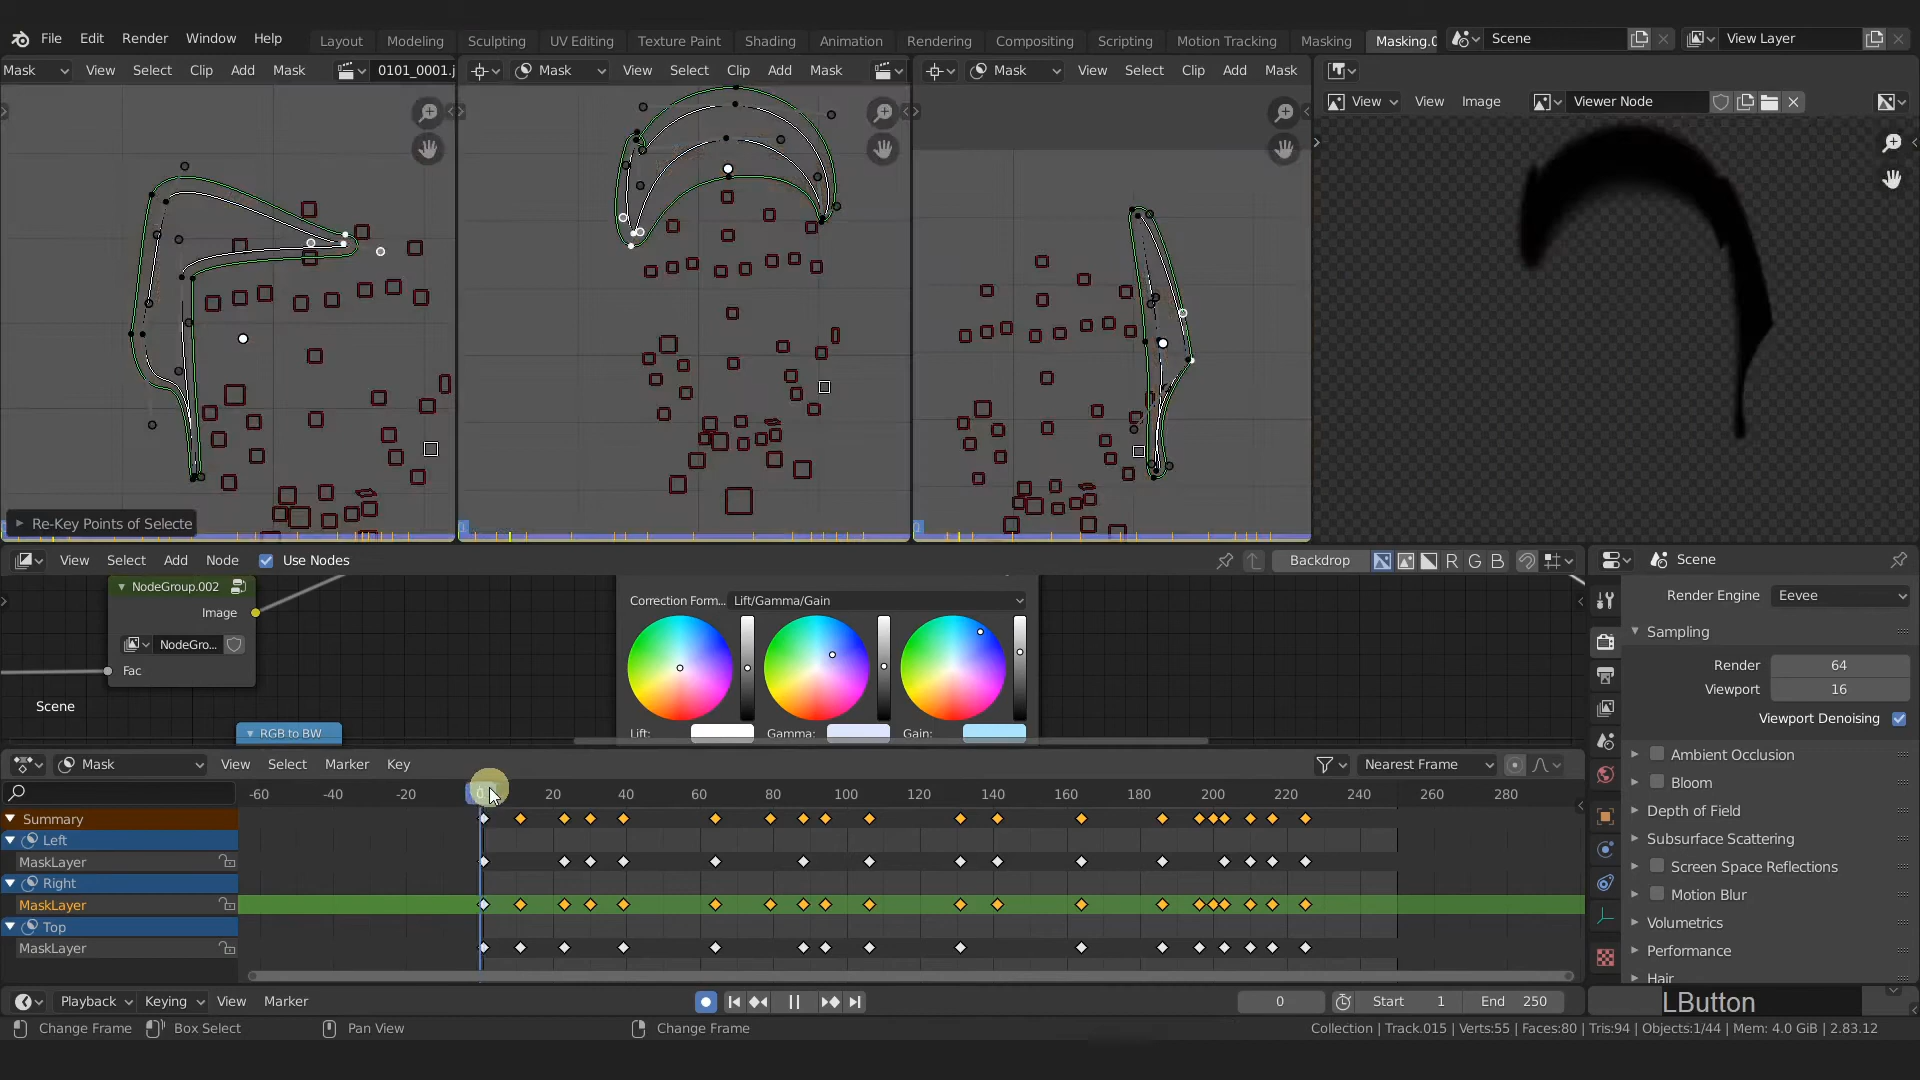 File Edit Render Window Help Layout Modeling Sculpting UV Editing Texture Paint Shading Animation Rendering Compositing Scripting Motion Tracking Masking Masking.0 Scene View Layer
Mask View Select Clip Add Mask 0101_0001.j Mask View Select Clip Add Mask Mask View Select Clip Add Mask
View View Image Viewer Node
Re-Key Points of Selecte
View Select Add Node Use Nodes Backdrop R G B Scene
NodeGroup.002
Image
NodeGro...
Fac
Scene
RGB to BW
Correction Form... Lift/Gamma/Gain
Lift: Gamma: Gain:
Render Engine Eevee
Sampling
Render 64
Viewport 16
Viewport Denoising
Ambient Occlusion
Bloom
Depth of Field
Subsurface Scattering
Screen Space Reflections
Motion Blur
Volumetrics
Performance
Hair
Mask View Select Marker Key Nearest Frame
-60 -40 -20 0 20 40 60 80 100 120 140 160 180 200 220 240 260 280
Summary
Left
MaskLayer
Right
MaskLayer
Top
MaskLayer
Playback Keying View Marker 0 Start 1 End 250 LButton
Change Frame Box Select Pan View Change Frame Collection | Track.015 | Verts:55 | Faces:80 | Tris:94 | Objects:1/44 | Mem: 4.0 GiB | 2.83.12